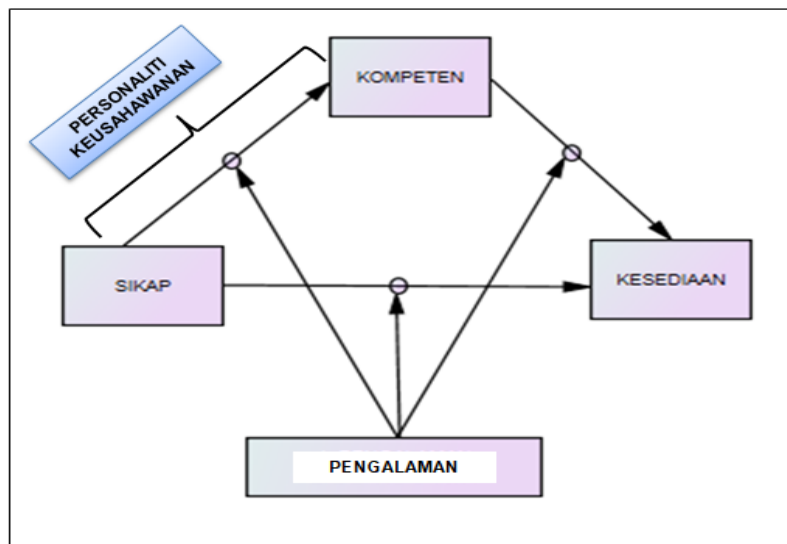 PERSONALITI
KEUSAHAWANAN
KOMPETEN
SIKAP
KESEDIAAN
PENGALAMAN